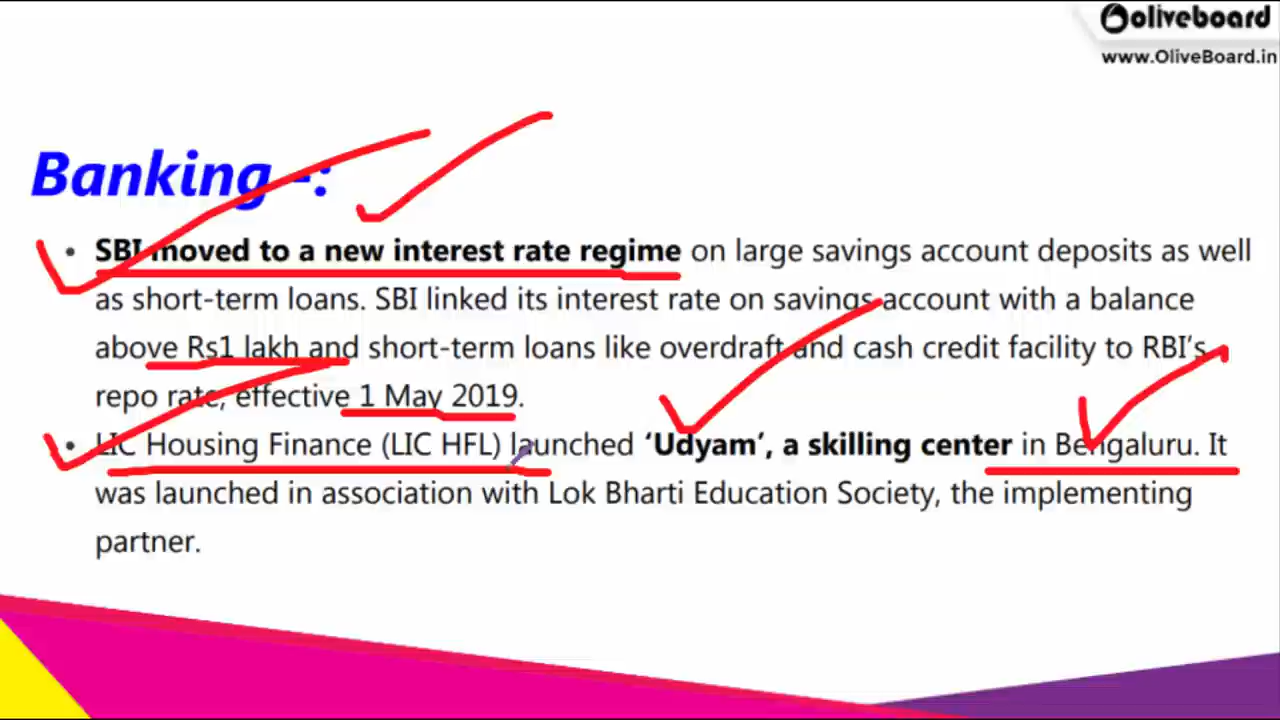 oliveboard
www.OliveBoard.in
Banking -:
• SBI moved to a new interest rate regime on large savings account deposits as well
as short-term loans. SBI linked its interest rate on savings account with a balance
above Rs1 lakh and short-term loans like overdraft and cash credit facility to RBI's
repo rate, effective 1 May 2019.
• LIC Housing Finance (LIC HFL) launched ‘Udyam’, a skilling center in Bengaluru. It
was launched in association with Lok Bharti Education Society, the implementing
partner.